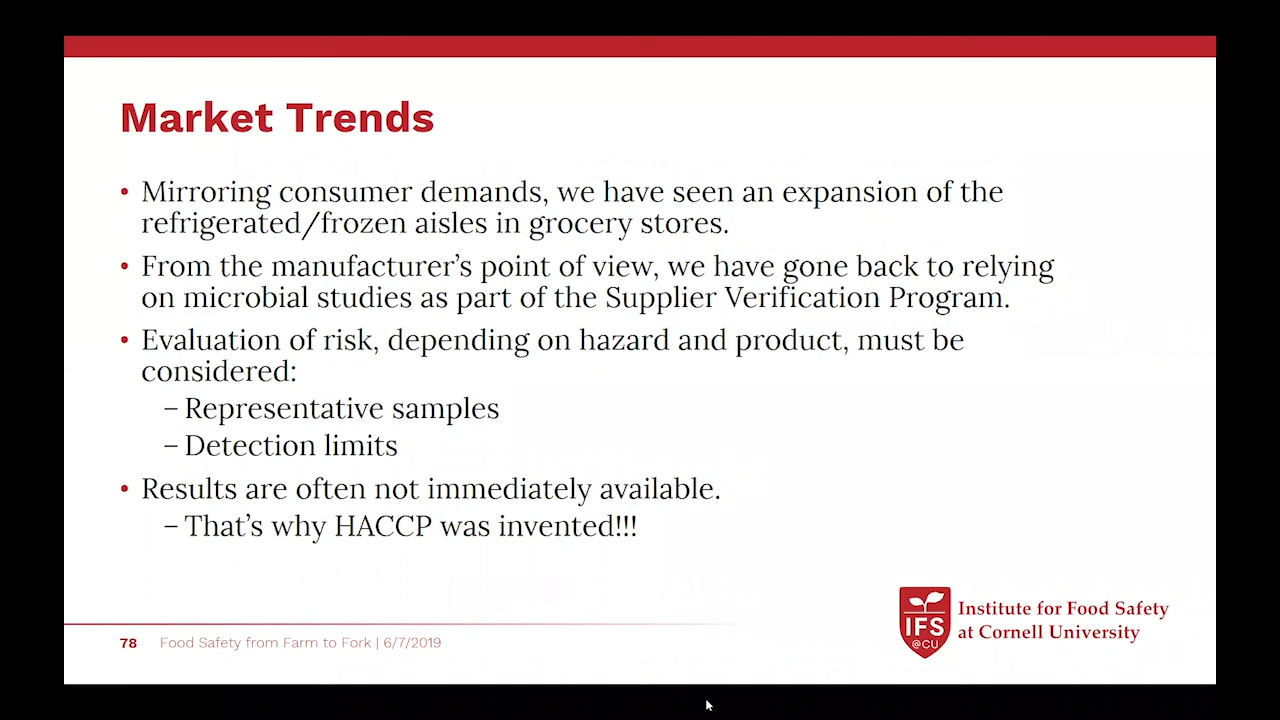 Market Trends
• Mirroring consumer demands, we have seen an expansion of the
refrigerated/frozen aisles in grocery stores.
• From the manufacturer's point of view, we have gone back to relying
on microbial studies as part of the Supplier Verification Program.
• Evaluation of risk, depending on hazard and product, must be
considered:
– Representative samples
– Detection limits
• Results are often not immediately available.
– That's why HACCP was invented!!!
78 Food Safety from Farm to Fork | 6/7/2019
IFS
@CU
Institute for Food Safety
at Cornell University